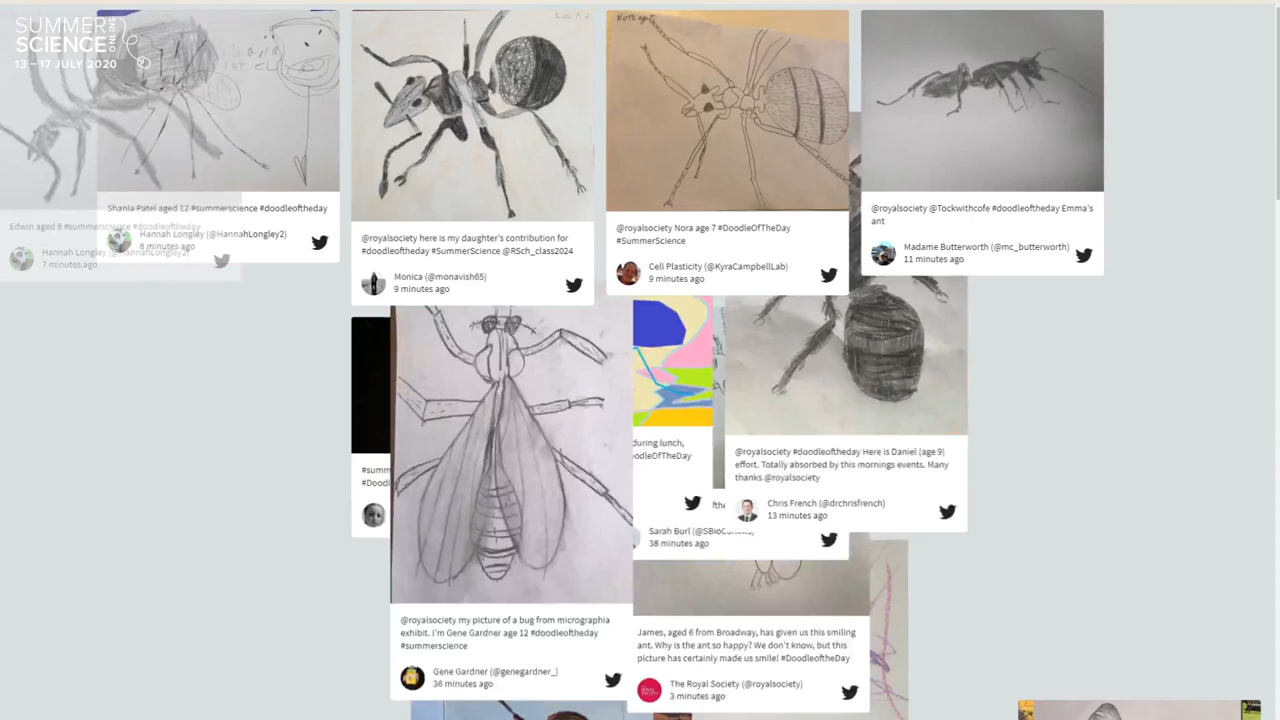 SUMMER
SCIENCE
ONLINE
13 – 17 JULY 2020
Shania Patel aged 12 #summerscience #doodleoftheday
Hannah Longley (@HannahLongley2)
8 minutes ago
Edwin aged 8 #summerscience #doodleoftheday
Hannah Longley (@HannahLongley2)
7 minutes ago
@royalsociety here is my daughter's contribution for
#doodleoftheday #SummerScience @RSch_class2024
Monica (@monavish65)
9 minutes ago
@royalsociety Nora age 7 #DoodleOfTheDay
#SummerScience
Cell Plasticity (@KyraCampbellLab)
9 minutes ago
@royalsociety @Tockwithcofe #doodleoftheday Emma's
ant
Madame Butterworth (@mc_butterworth)
11 minutes ago
#summ
#Doodl
during lunch,
oodleOfTheDay
#fthe
Sarah Burl
38 minutes ago
@royalsociety #doodleoftheday Here is Daniel (age 9)
effort. Totally absorbed by this mornings events. Many
thanks @royalsociety
Chris French (@drchrisfrench)
13 minutes ago
@royalsociety my picture of a bug from micrographia
exhibit. I'm Gene Gardner age 12 #doodleoftheday
#summerscience
Gene Gardner (@genegardner_)
36 minutes ago
James, aged 6 from Broadway, has given us this smiling
ant. Why is the ant so happy? We don't know, but this
picture has certainly made us smile! #DoodleoftheDay
The Royal Society (@royalsociety)
3 minutes ago